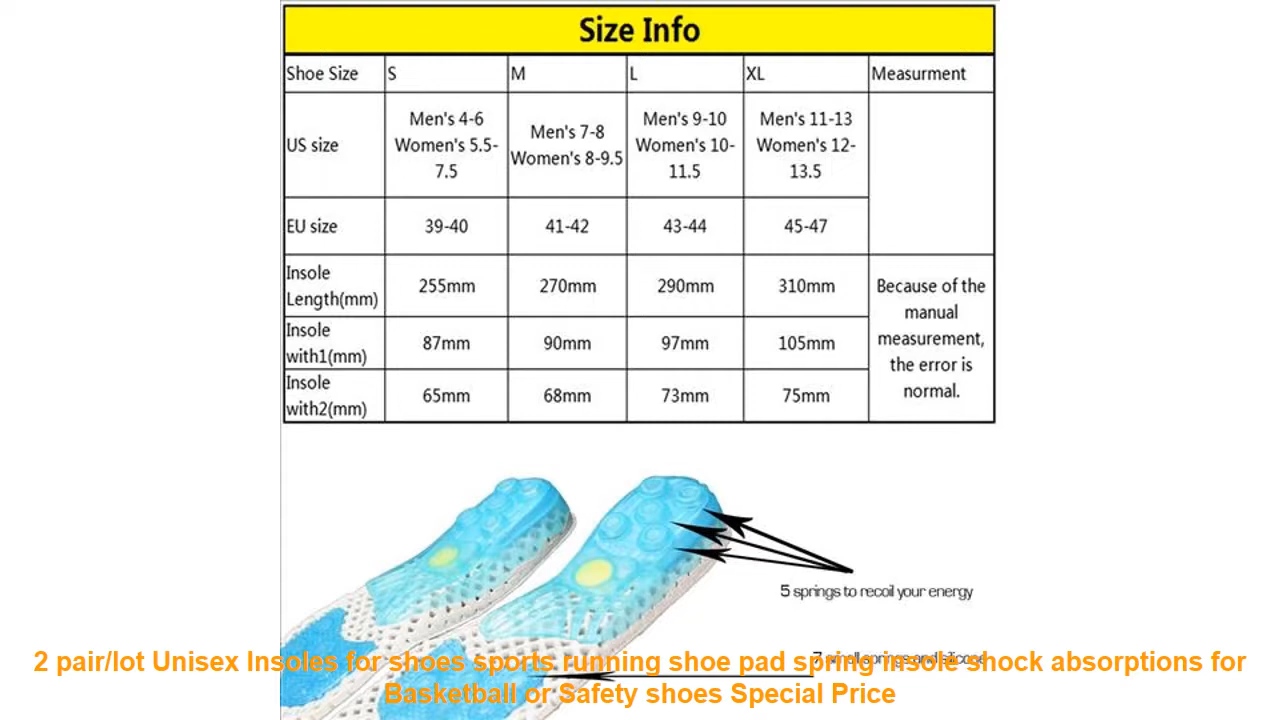 Size Info
Shoe Size S M L XL Measurment
US size Men's 4-6 Women's 5.5-7.5 Men's 7-8 Women's 8-9.5 Men's 9-10 Women's 10-11.5 Men's 11-13 Women's 12-13.5
EU size 39-40 41-42 43-44 45-47
Insole Length(mm) 255mm 270mm 290mm 310mm
Insole with1(mm) 87mm 90mm 97mm 105mm
Insole with2(mm) 65mm 68mm 73mm 75mm
Because of the
manual
measurement,
the error is
normal.
5 springs to recoil your energy
7 small springs and silicone
2 pair/lot Unisex Insoles for shoes sports running shoe pad spring insole shock absorptions for
Basketball or Safety shoes Special Price